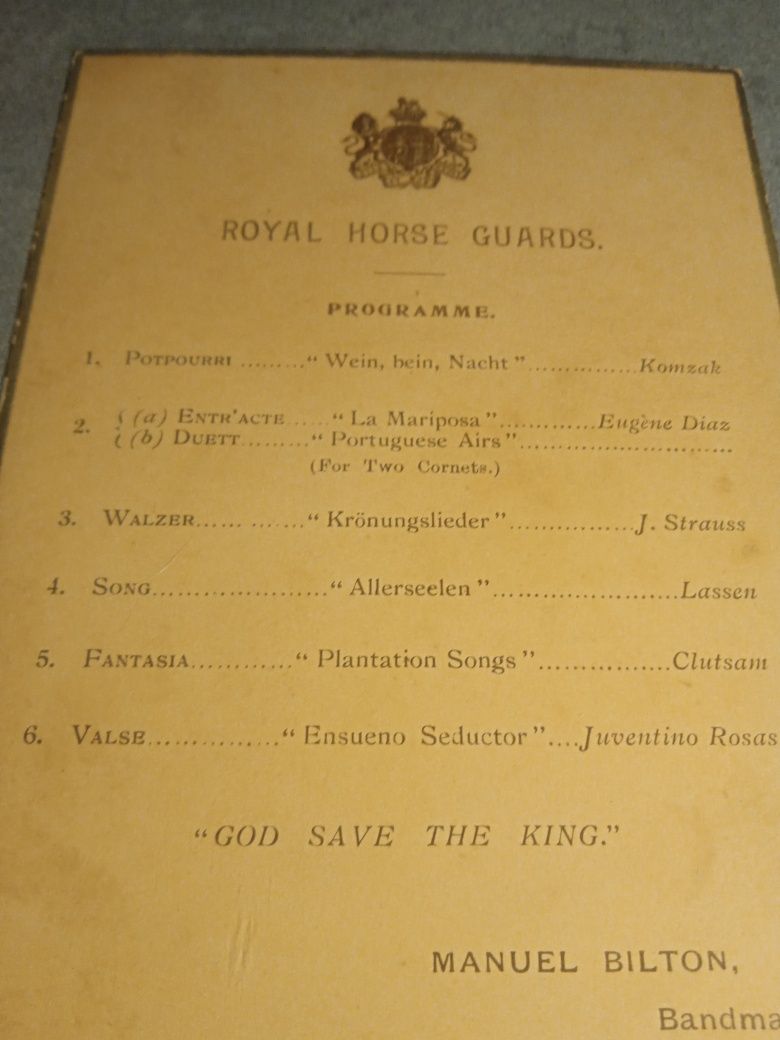 ROYAL HORSE GUARDS.
PROGRAMME.
1. POTPOURRI ........." Wein, bein, Nacht "...............Komzak
2. { (a) ENTR'ACTE......" La Mariposa "............Eugène Diaz
{ (b) DUETT........." Portuguese Airs "...........................
(For Two Cornets.)
3. WALZER...... ......." Krönungslieder "................J. Strauss
4. SONG....................." Allerseelen ".......................Lassen
5. FANTASIA............" Plantation Songs "................Clutsam
6. VALSE..............." Ensueno Seductor "....Juventino Rosas
"GOD SAVE THE KING."
MANUEL BILTON,
Bandma